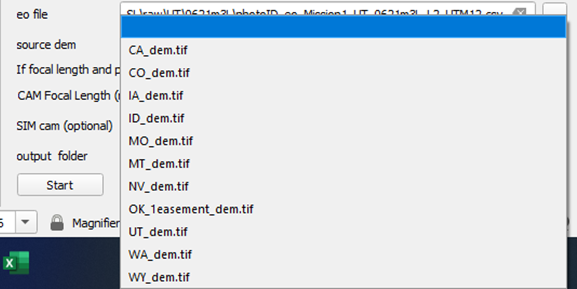 eo file
SL\raw\UT\0621m3L\photoID_eo_Mission1_UT_0621m3L_L2_UTM12.csv
source dem
If focal length and p
CAM Focal Length (
SIM cam (optional)
output folder
Start
CA_dem.tif
CO_dem.tif
IA_dem.tif
ID_dem.tif
MO_dem.tif
MT_dem.tif
NV_dem.tif
OK_1easement_dem.tif
UT_dem.tif
WA_dem.tif
WY_dem.tif
6
Magnifier